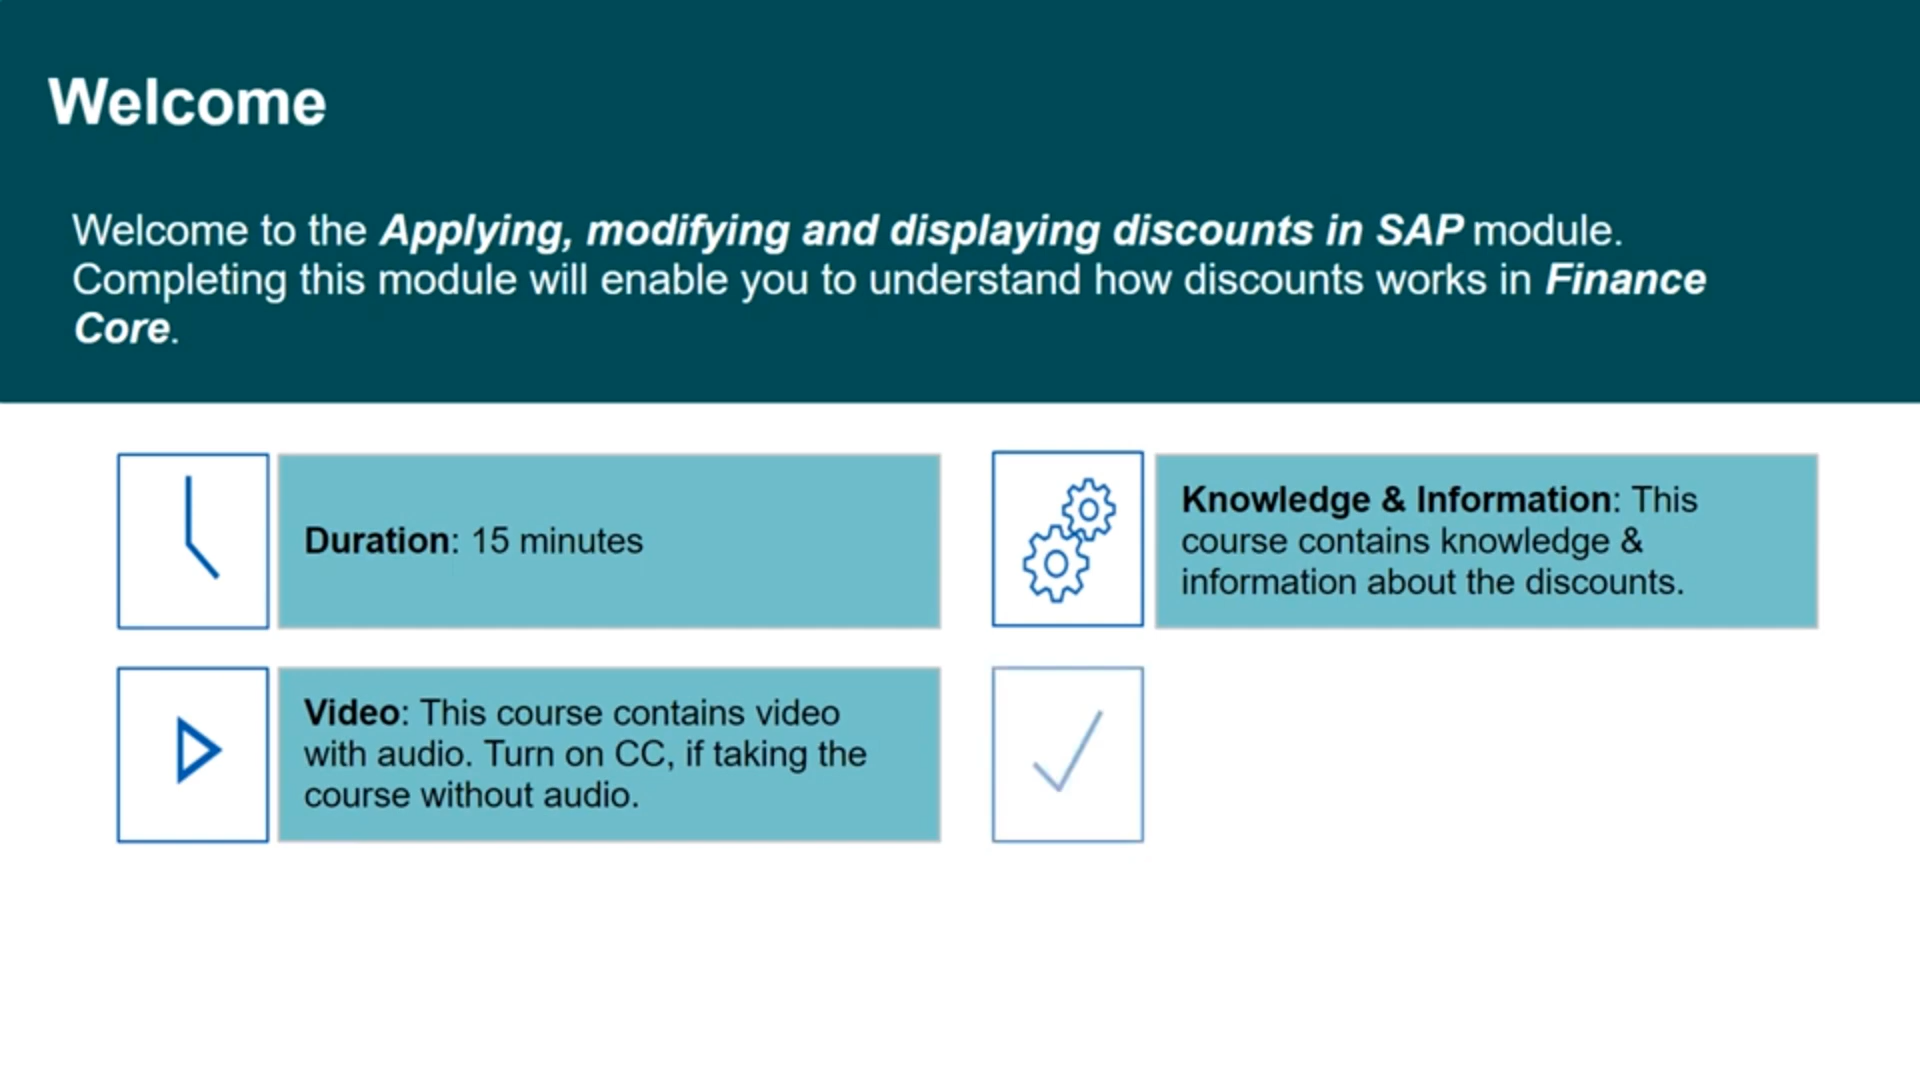 Welcome
Welcome to the Applying, modifying and displaying discounts in SAP module.
Completing this module will enable you to understand how discounts works in Finance
Core.
Duration: 15 minutes
Knowledge & Information: This
course contains knowledge &
information about the discounts.
Video: This course contains video
with audio. Turn on CC, if taking the
course without audio.